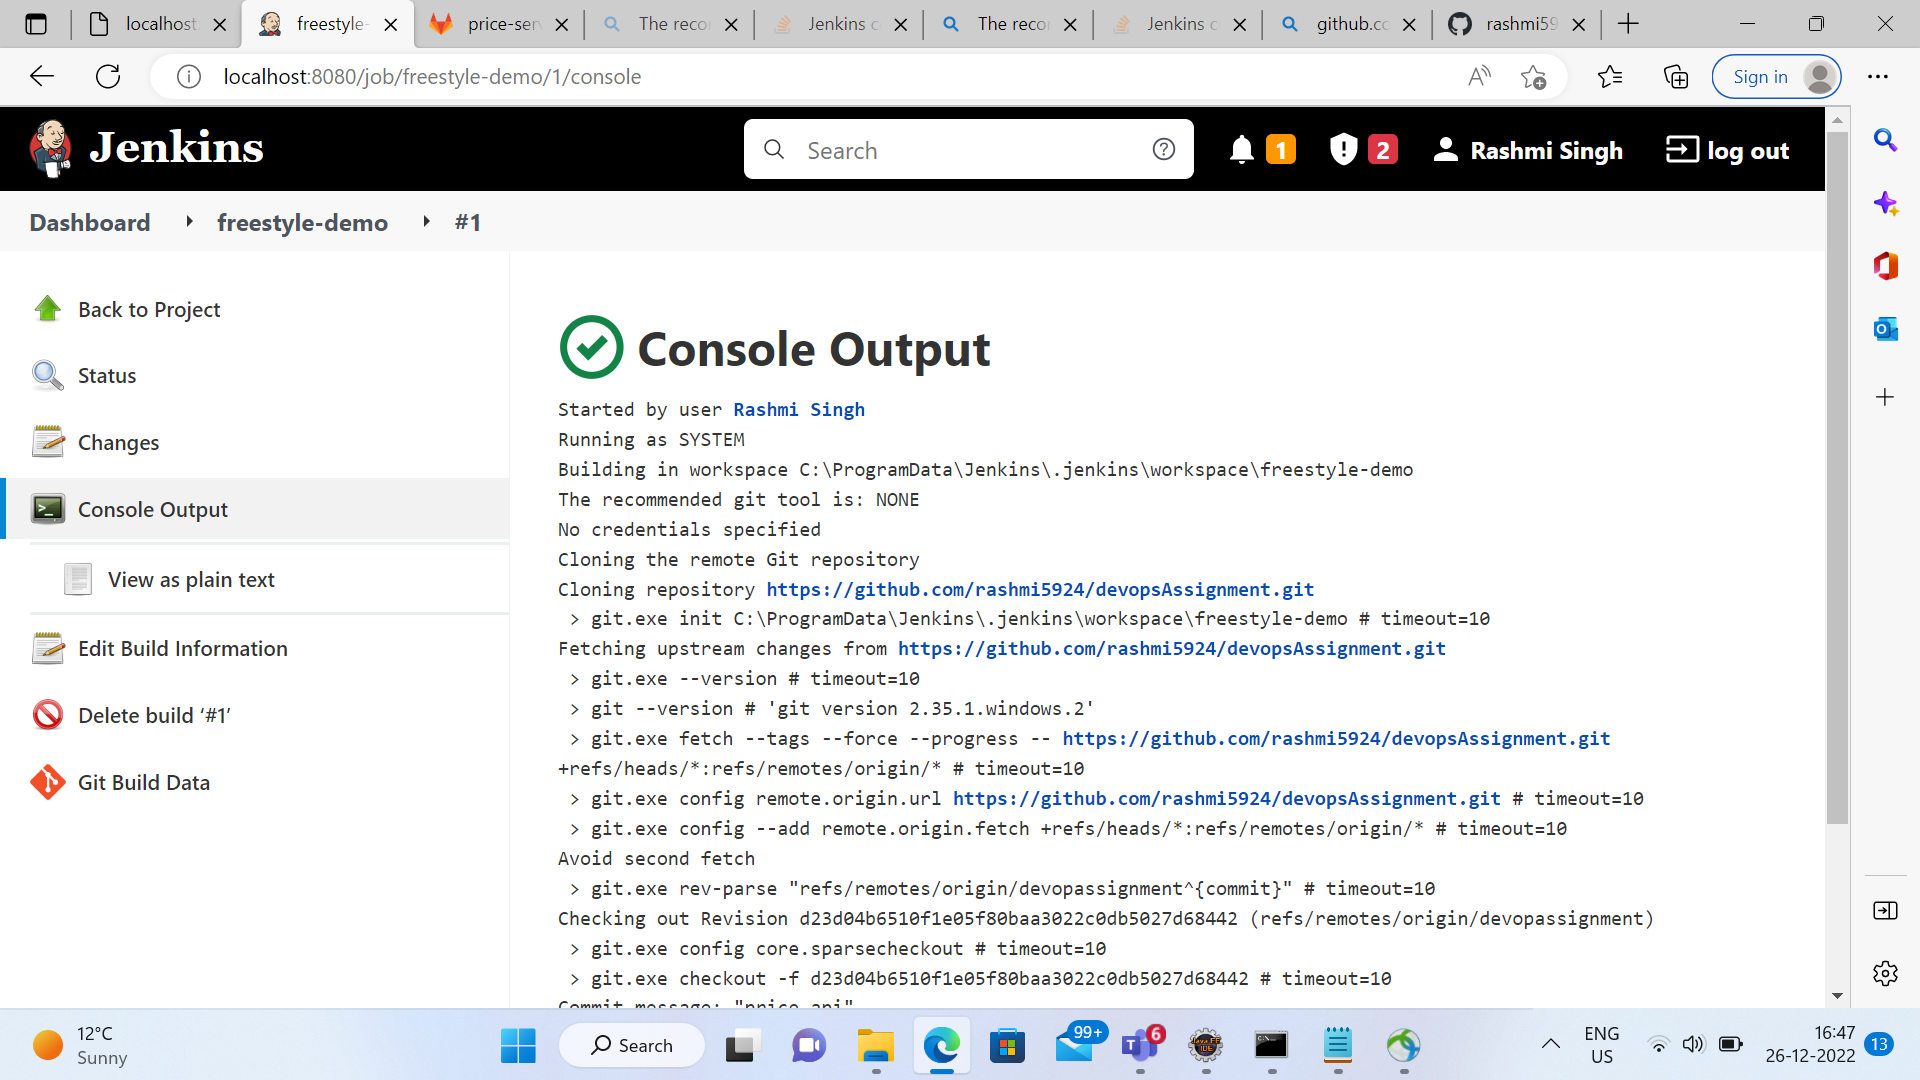 localhost:
freestyle-
price-serv
The reco
Jenkins c
The recor
Jenkins c
github.co
rashmi59
localhost:8080/job/freestyle-demo/1/console
Sign in
Jenkins
Search
1
2
Rashmi Singh
log out
Dashboard
freestyle-demo
#1
Back to Project
Status
Changes
Console Output
View as plain text
Edit Build Information
Delete build ‘#1’
Git Build Data
Console Output
Started by user Rashmi Singh
Running as SYSTEM
Building in workspace C:\ProgramData\Jenkins\.jenkins\workspace\freestyle-demo
The recommended git tool is: NONE
No credentials specified
Cloning the remote Git repository
Cloning repository https://github.com/rashmi5924/devopsAssignment.git
> git.exe init C:\ProgramData\Jenkins\.jenkins\workspace\freestyle-demo # timeout=10
Fetching upstream changes from https://github.com/rashmi5924/devopsAssignment.git
> git.exe --version # timeout=10
> git --version # 'git version 2.35.1.windows.2'
> git.exe fetch --tags --force --progress -- https://github.com/rashmi5924/devopsAssignment.git
+refs/heads/*:refs/remotes/origin/* # timeout=10
> git.exe config remote.origin.url https://github.com/rashmi5924/devopsAssignment.git # timeout=10
> git.exe config --add remote.origin.fetch +refs/heads/*:refs/remotes/origin/* # timeout=10
Avoid second fetch
> git.exe rev-parse "refs/remotes/origin/devopassignment^{commit}" # timeout=10
Checking out Revision d23d04b6510f1e05f80baa3022c0db5027d68442 (refs/remotes/origin/devopassignment)
> git.exe config core.sparsecheckout # timeout=10
> git.exe checkout -f d23d04b6510f1e05f80baa3022c0db5027d68442 # timeout=10
Commit message: "price api"
12°C
Sunny
Search
99+
6
ENG
US
16:47
26-12-2022
13